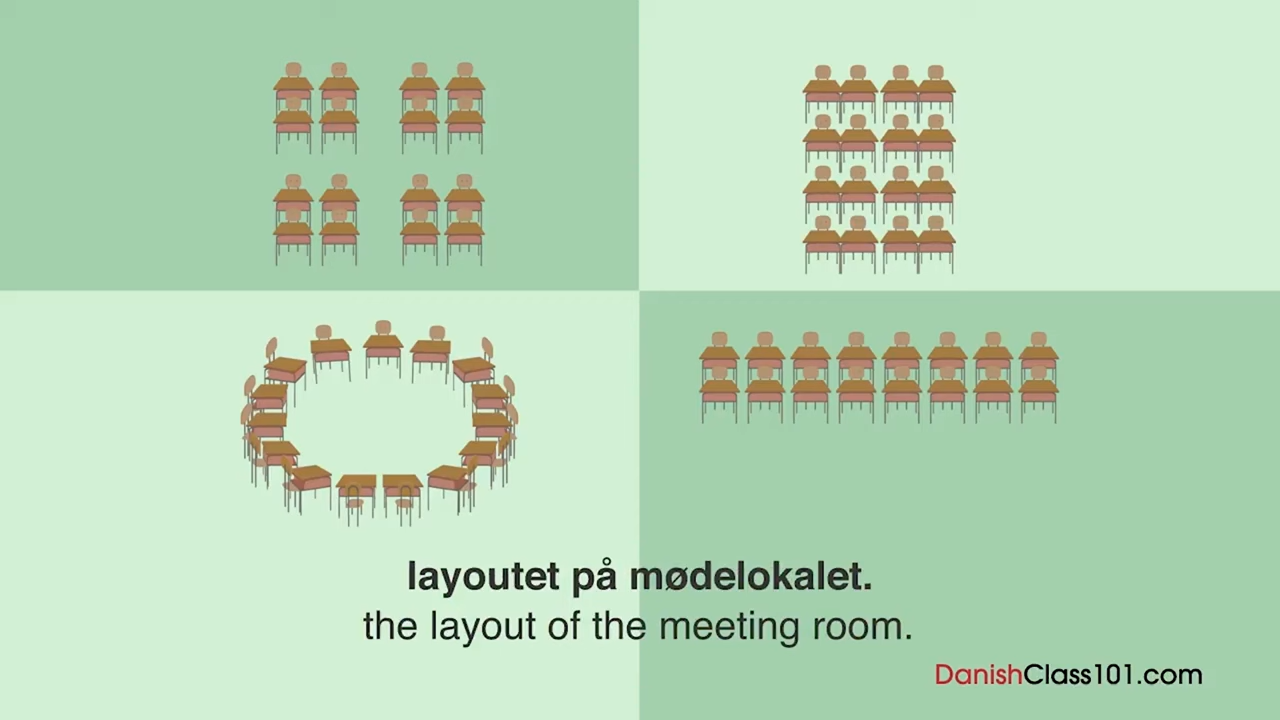 layoutet på mødelokalet.
the layout of the meeting room.
DanishClass101.com